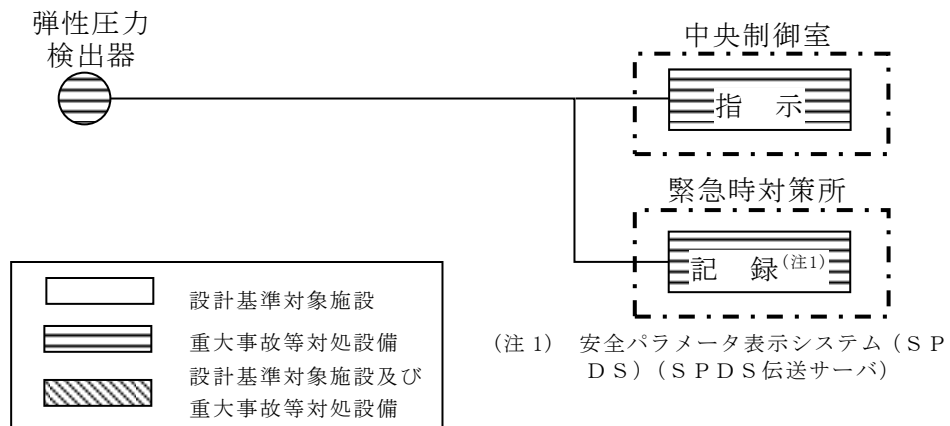 弾性圧力
検出器
中央制御室
指　示
緊急時対策所
記　録(注1)
設計基準対象施設
重大事故等対処設備
設計基準対象施設及び
重大事故等対処設備
(注 1)　安全パラメータ表示システム（ＳＰ
ＤＳ）（ＳＰＤＳ伝送サーバ）